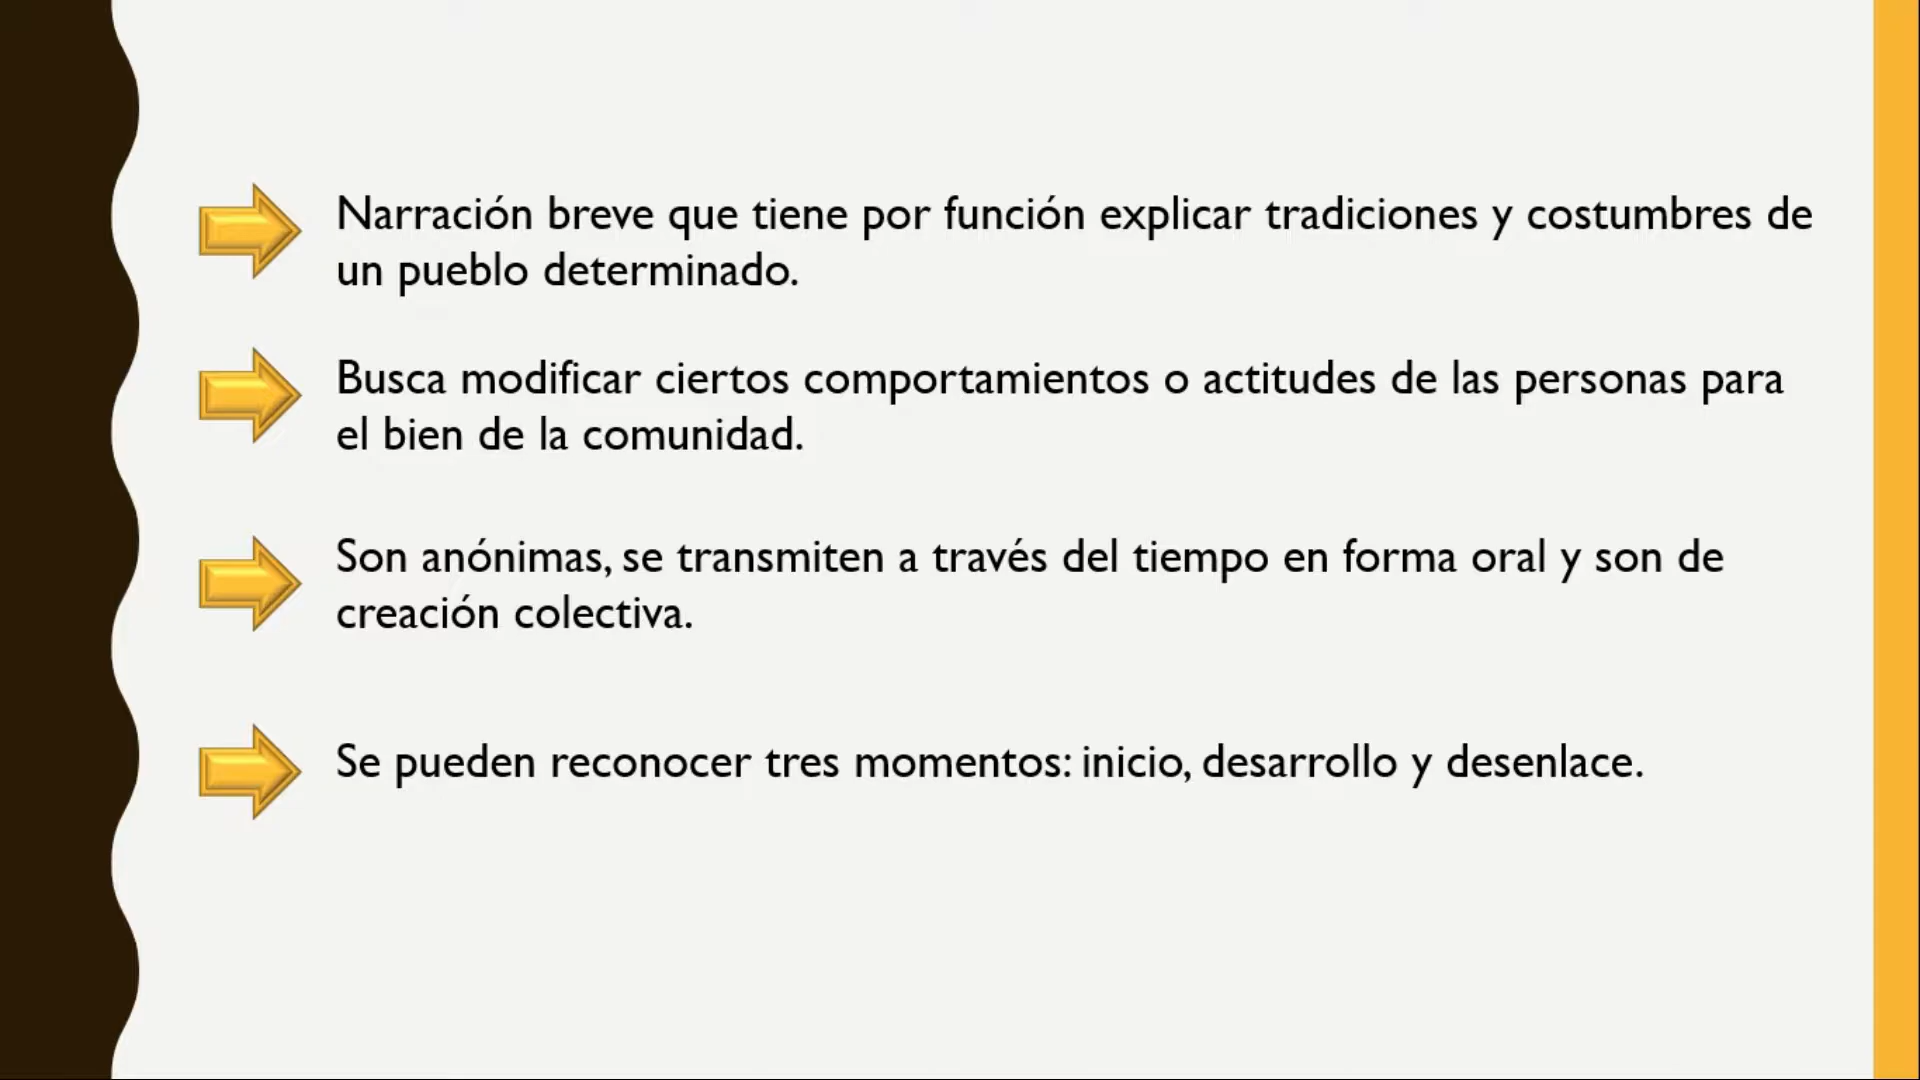 Narración breve que tiene por función explicar tradiciones y costumbres de
un pueblo determinado.
Busca modificar ciertos comportamientos o actitudes de las personas para
el bien de la comunidad.
Son anónimas, se transmiten a través del tiempo en forma oral y son de
creación colectiva.
Se pueden reconocer tres momentos: inicio, desarrollo y desenlace.